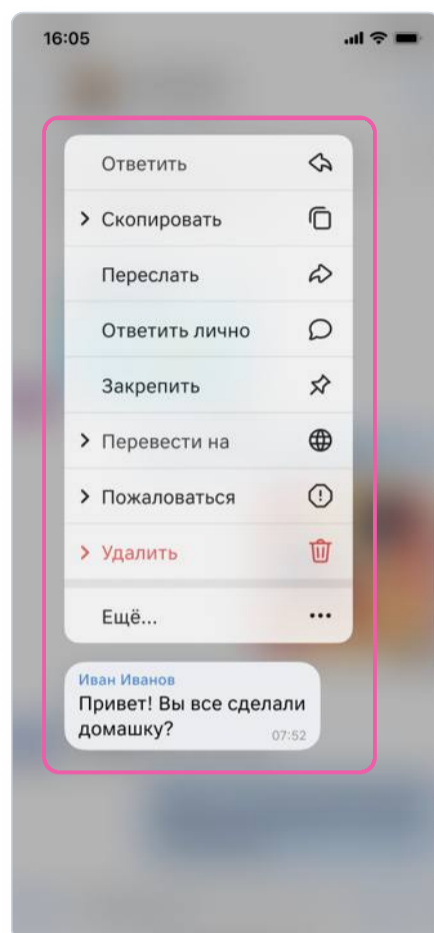 16:05
Ответить
Скопировать
Переслать
Ответить лично
Закрепить
Перевести на
Пожаловаться
Удалить
Ещё...
Иван Иванов
Привет! Вы все сделали
домашку?
07:52